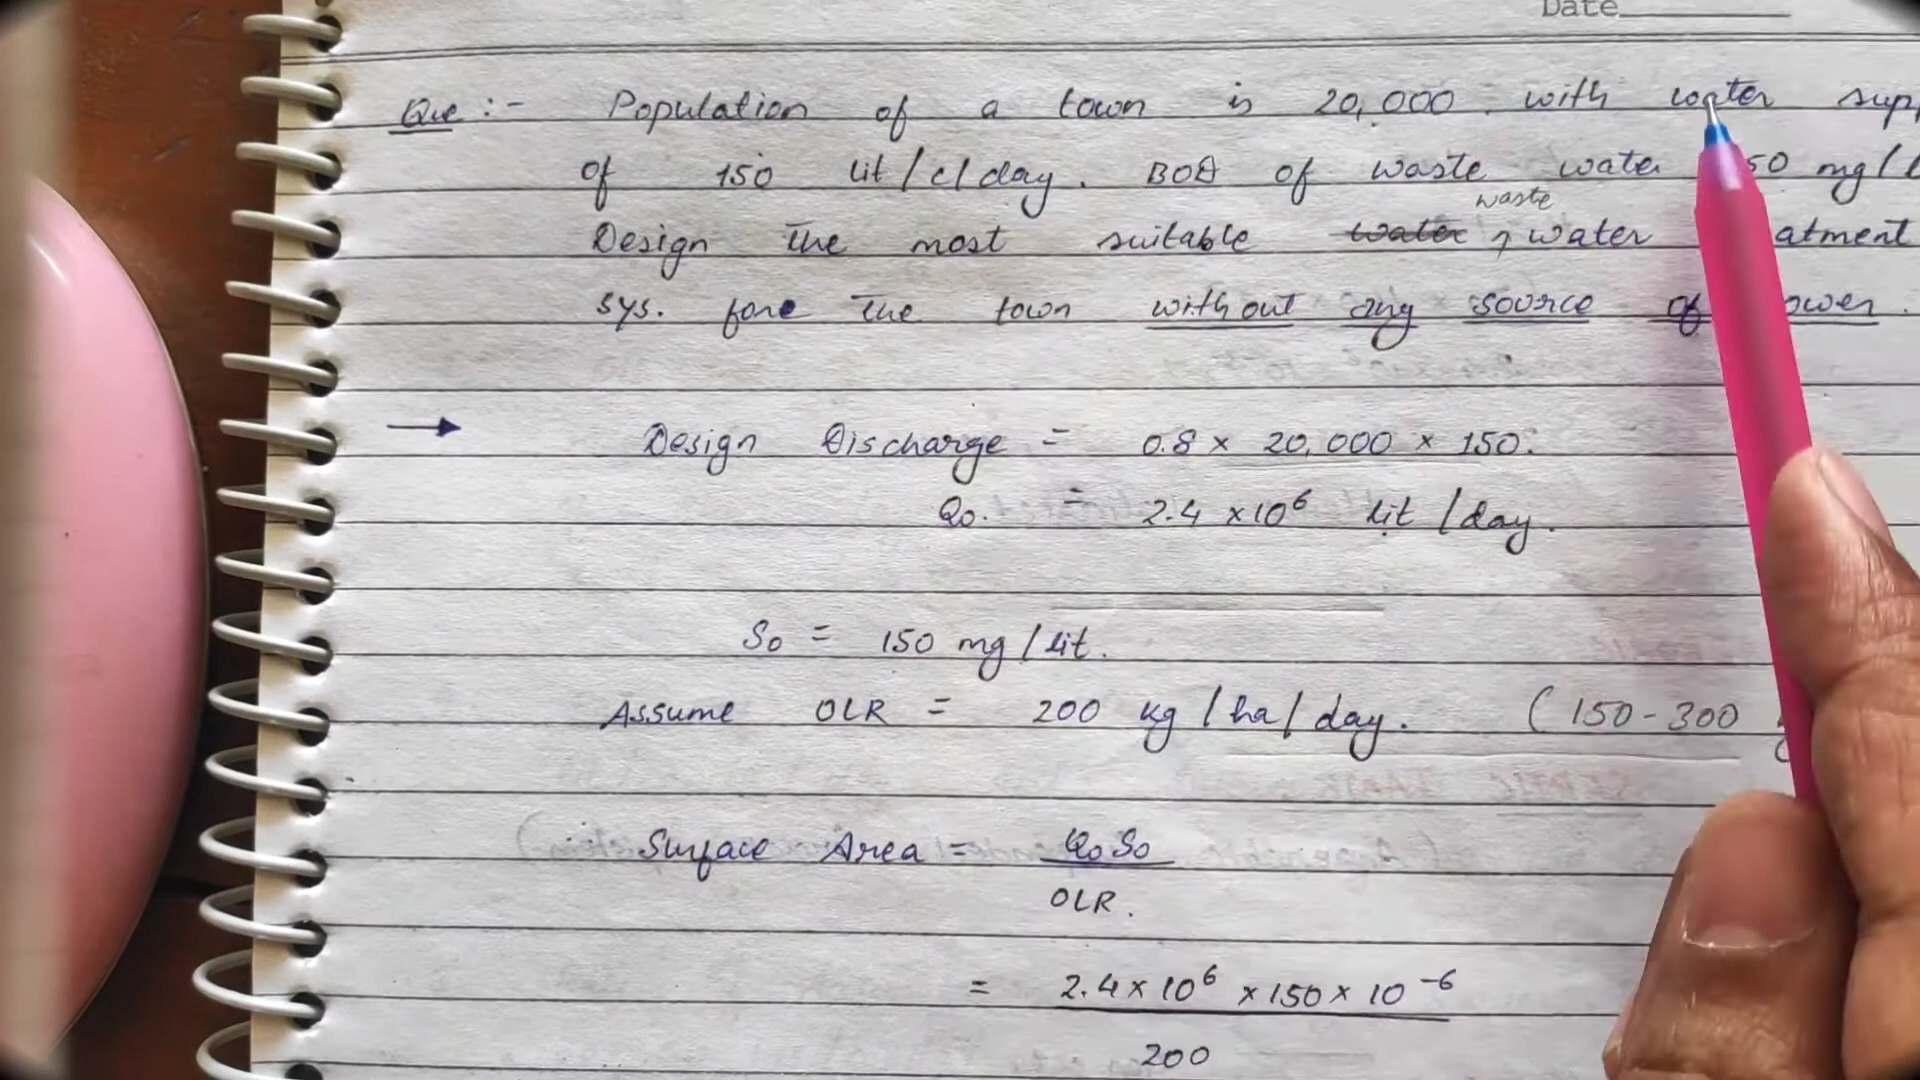 Date
Que :- Population of a town is 20,000 with water
of 150 lit/c/day. BOD of waste water 50 mg/l
waste
Design the most suitable water water atment
sys. fore the town without any source of ower.
→ Design Discharge = 0.8 × 20,000 × 150.
Qo. = 2.4 × 10⁶ lit/day.
So = 150 mg/lit.
Assume OLR = 200 kg/ha/day. (150-300
Surface Area = QoSo
OLR.
= 2.4 × 10⁶ × 150 × 10⁻⁶
200